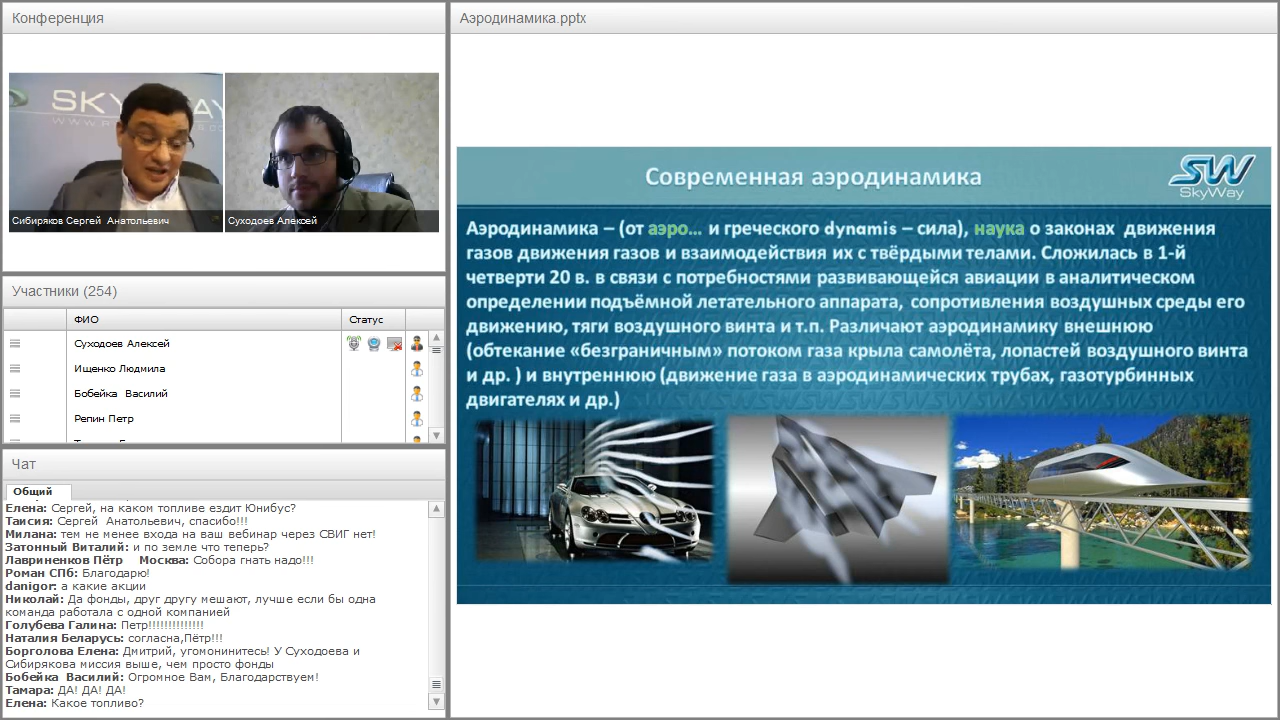 Конференция
SKYWAY
Сибиряков Сергей Анатольевич
Суходоев Алексей
Участники (254)
ФИО
Статус
Суходоев Алексей
Ищенко Людмила
Бобейка Василий
Репин Петр
Чат
Общий
Елена: Сергей, на каком топливе ездит Юнибус?
Таисия: Сергей Анатольевич, спасибо!!!
Милана: тем не менее входа на ваш вебинар через СВИГ нет!
Затонный Виталий: и по земле что теперь?
Лавриненков Пётр Москва: Собора гнать надо!!!
Роман СПб: Благодарю!
danigor: а какие акции
Николай: Да фонды, друг другу мешают, лучше если бы одна
команда работала с одной компанией
Голубева Галина: Петр!!!!!!!!!!!!!!
Наталия Беларусь: согласна,Пётр!!!
Борголова Елена: Дмитрий, угомонинитесь! У Суходоева и
Сибирякова миссия выше, чем просто фонды
Бобейка Василий: Огромное Вам, Благодарствуем!
Тамара: ДА! ДА! ДА!
Елена: Какое топливо?
Аэродинамика.pptx
Современная аэродинамика
SW
SkyWay
Аэродинамика – (от аэро... и греческого dynamis – сила), наука о законах движения
газов движения газов и взаимодействия их с твёрдыми телами. Сложилась в 1-й
четверти 20 в. в связи с потребностями развивающейся авиации в аналитическом
определении подъёмной летательного аппарата, сопротивления воздушных среды его
движению, тяги воздушного винта и т.п. Различают аэродинамику внешнюю
(обтекание «безграничным» потоком газа крыла самолёта, лопастей воздушного винта
и др. ) и внутреннюю (движение газа в аэродинамических трубах, газотурбинных
двигателях и др.)